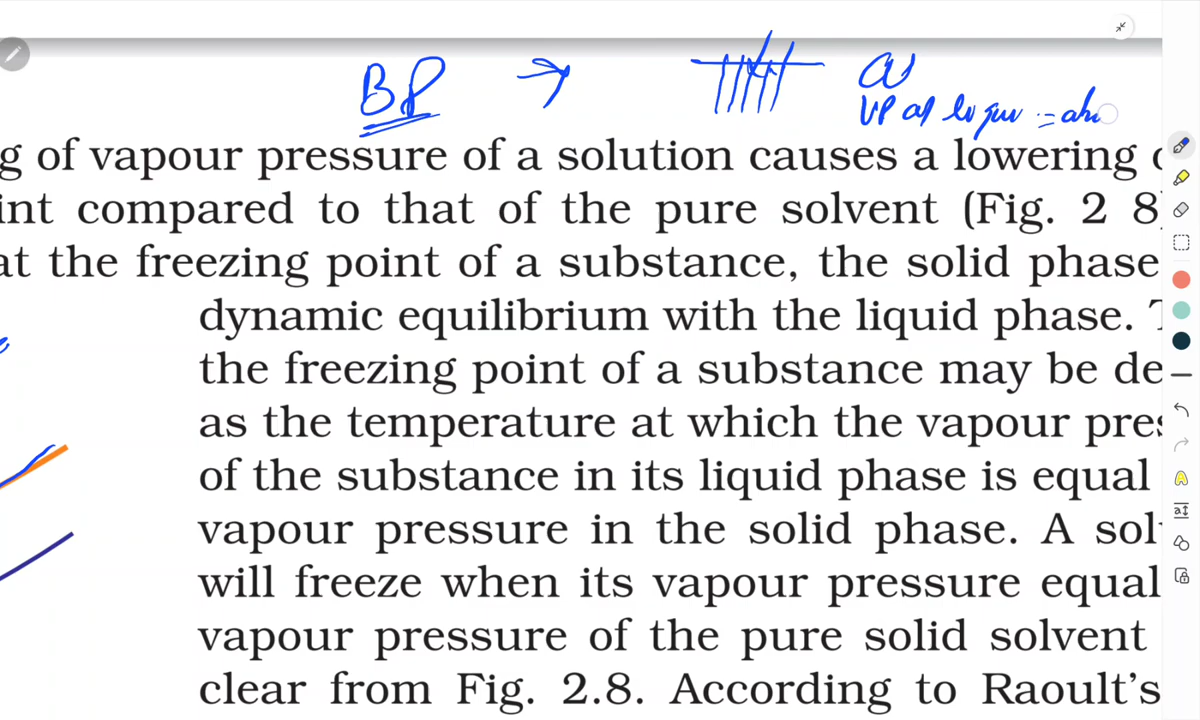 BP → @
VP of liquid =
g of vapour pressure of a solution causes a lowering
int compared to that of the pure solvent (Fig. 2 8
at the freezing point of a substance, the solid phase
dynamic equilibrium with the liquid phase.
the freezing point of a substance may be de
as the temperature at which the vapour pres
of the substance in its liquid phase is equal
vapour pressure in the solid phase. A sol
will freeze when its vapour pressure equal
vapour pressure of the pure solid solvent
clear from Fig. 2.8. According to Raoult's